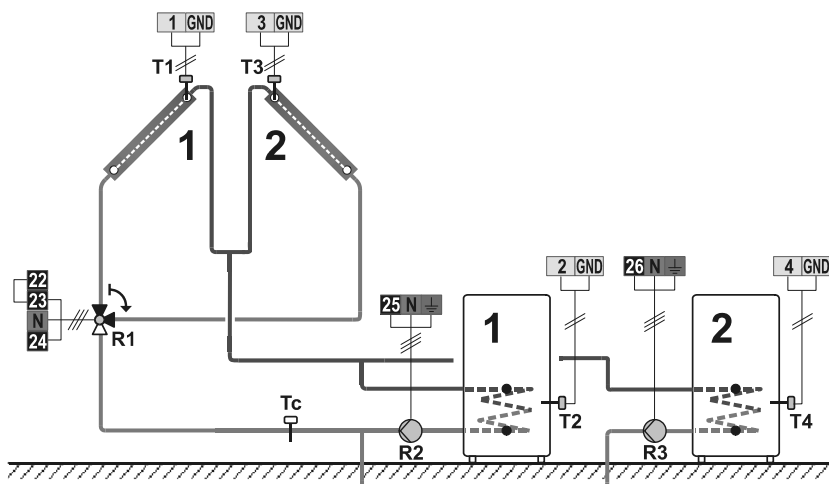 1 GND
3 GND
T1
T3
1
2
22
23
N
24
R1
25 N
2 GND
26 N
4 GND
1
2
Tc
R2
T2
R3
T4